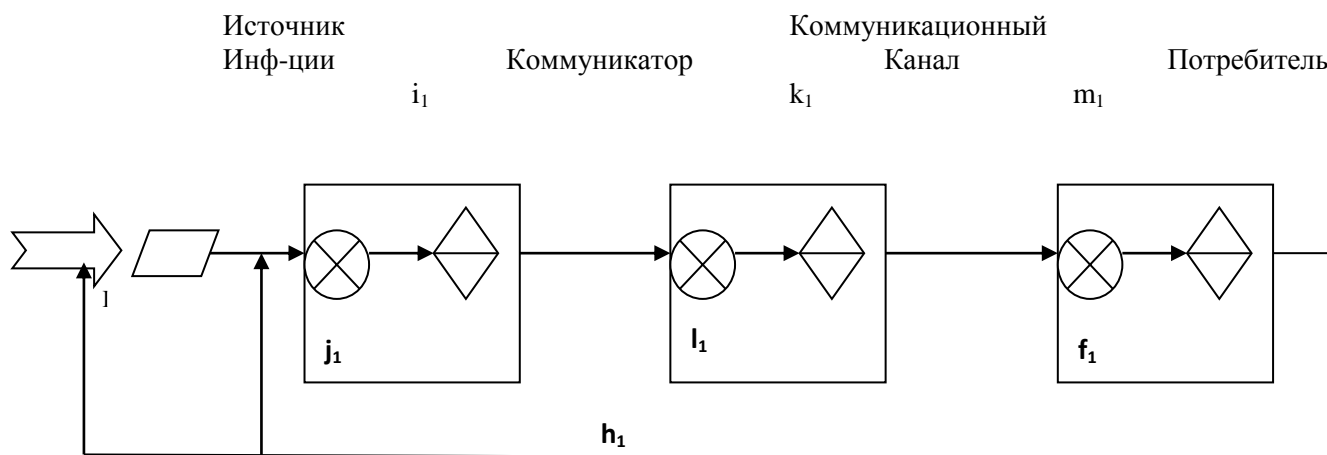 Источник
Инф-ции
Коммуникатор
Коммуникационный
Канал
Потребитель
i₁
k₁
m₁
j₁
l₁
f₁
h₁